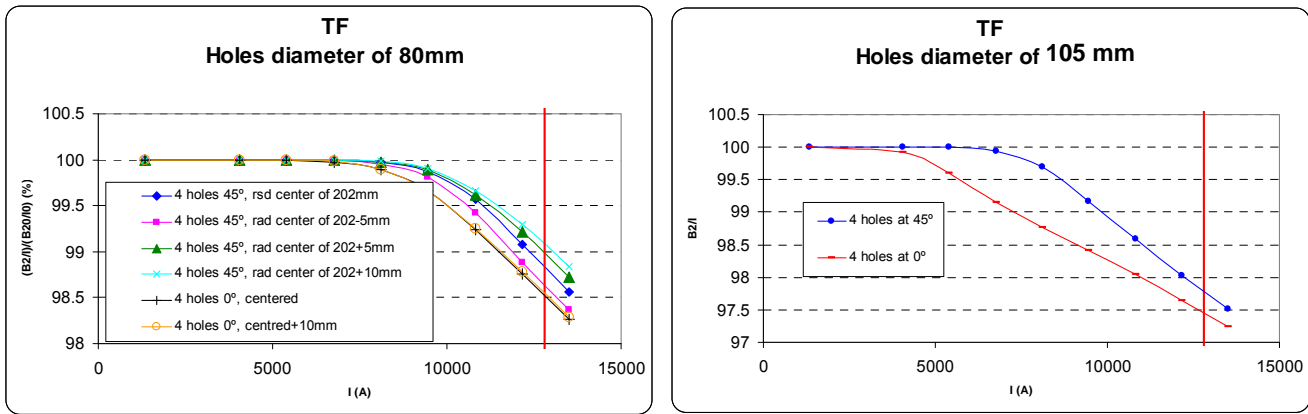 TF
Holes diameter of 80mm
(B2/I)/(B20/I0) (%)
100.5
100
99.5
99
98.5
98
4 holes 45º, rsd center of 202mm
4 holes 45º, rad center of 202-5mm
4 holes 45º, rad center of 202+5mm
4 holes 45º, rad center of 202+10mm
4 holes 0º, centered
4 holes 0º, centred+10mm
0 5000 10000 15000
I (A)
TF
Holes diameter of 105 mm
B2/I
100.5
100
99.5
99
98.5
98
97.5
97
4 holes at 45º
4 holes at 0º
0 5000 10000 15000
I (A)